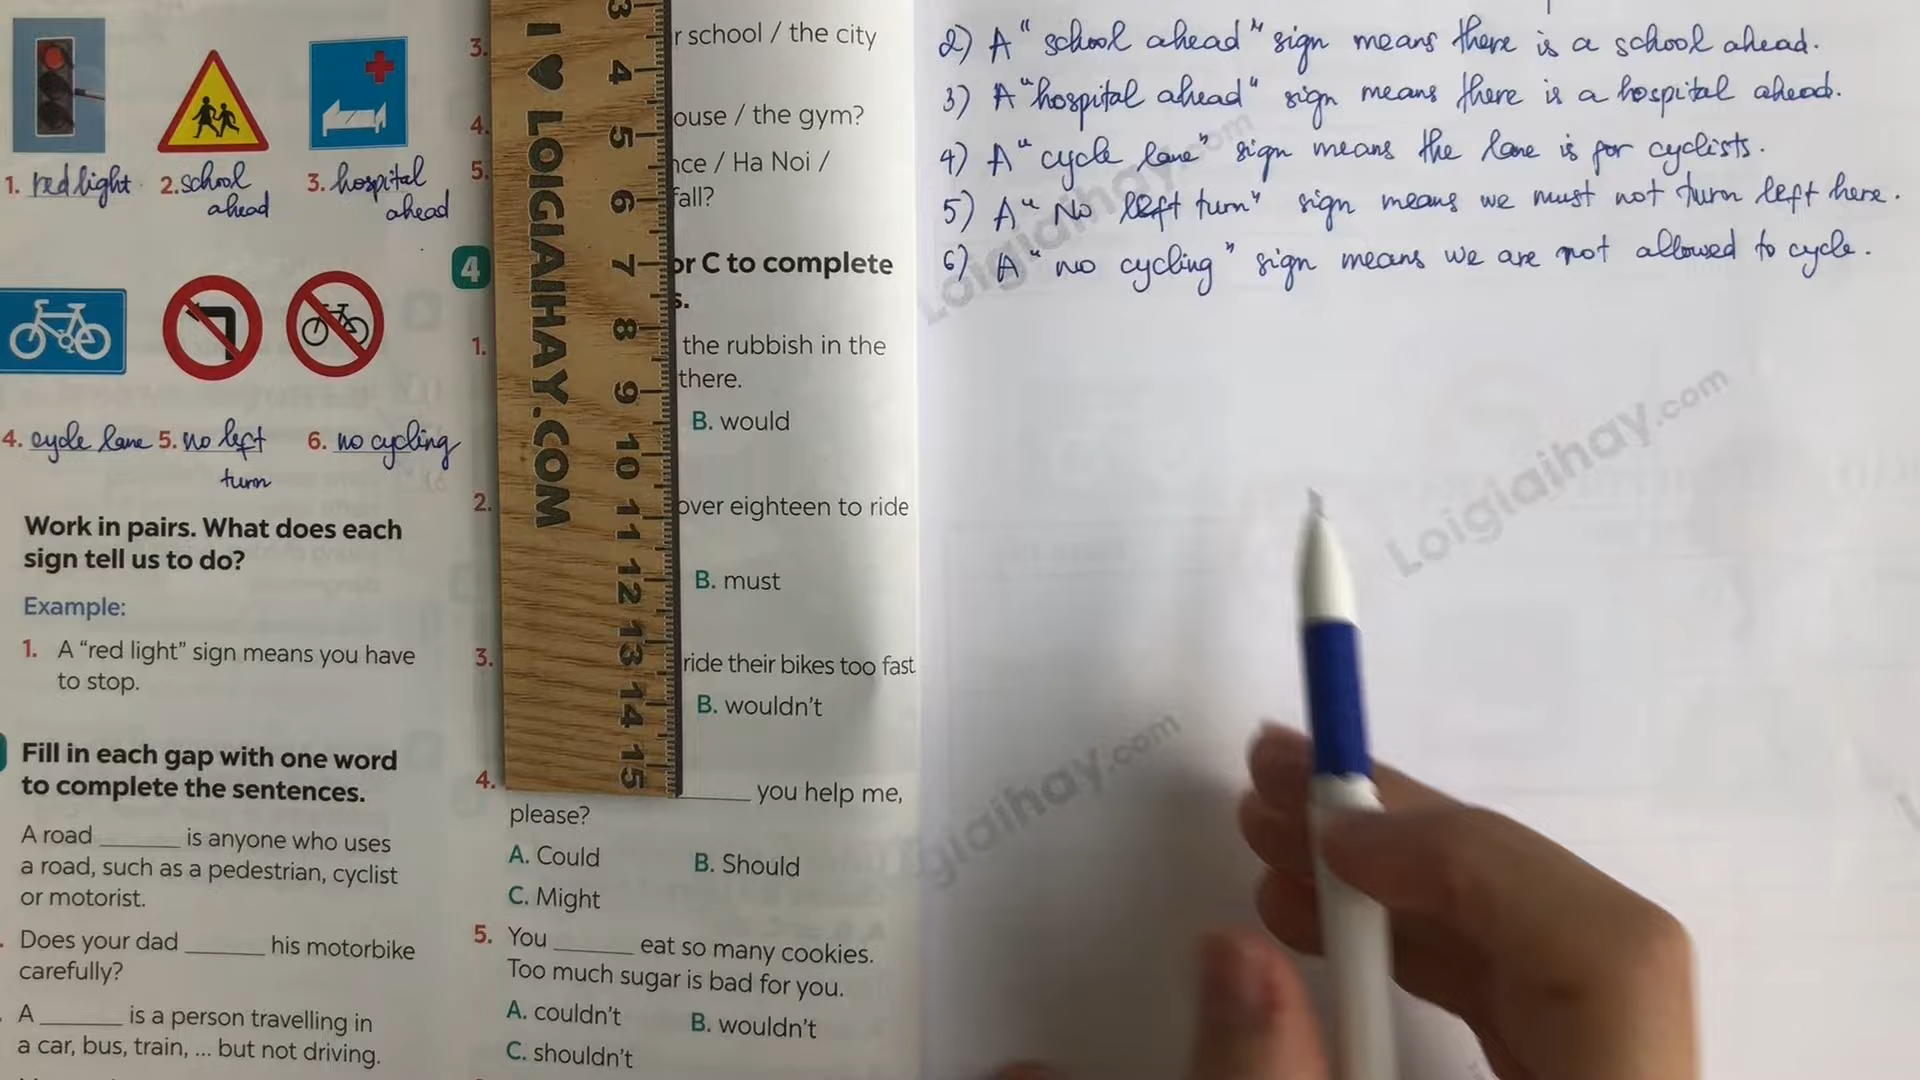 1. red light
2. school
ahead
3. hospital
ahead
4. cycle lane
5. no left
turn
6. no cycling
Work in pairs. What does each
sign tell us to do?
Example:
1. A “red light” sign means you have
to stop.
Fill in each gap with one word
to complete the sentences.
A road ______ is anyone who uses
a road, such as a pedestrian, cyclist
or motorist.
Does your dad ______ his motorbike
carefully?
A ______ is a person travelling in
a car, bus, train, ... but not driving.
I ♥ LOIGIAIHAY.COM
3 4 5 6 7 8 9 10 11 12 13 14 15
3.
r school / the city
4.
ouse / the gym?
5.
nce / Ha Noi /
fall?
4
or C to complete
s.
1.
the rubbish in the
there.
B. would
2.
over eighteen to ride
B. must
3.
ride their bikes too fast
B. wouldn't
4.
______ you help me,
please?
A. Could
B. Should
C. Might
5. You ______ eat so many cookies.
Too much sugar is bad for you.
A. couldn't
B. wouldn't
C. shouldn't
2) A "school ahead" sign means there is a school ahead.
3) A "hospital ahead" sign means there is a hospital ahead.
4) A "cycle lane" sign means the lane is for cyclists.
5) A "No left turn" sign means we must not turn left here.
6) A "no cycling" sign means we are not allowed to cycle.
Loigiaihay.com
Loigiaihay.com
Loigiaihay.com